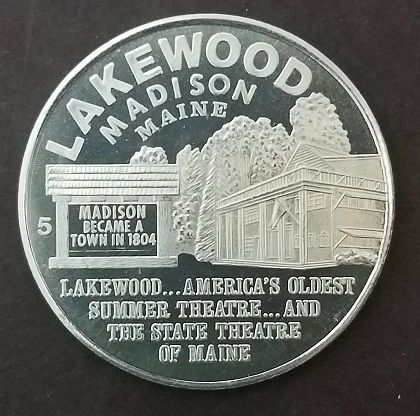 LAKEWOOD
MADISON
MAINE
MADISON
BECAME A
TOWN IN 1804
5
LAKEWOOD...AMERICA'S OLDEST
SUMMER THEATRE...AND
THE STATE THEATRE
OF MAINE